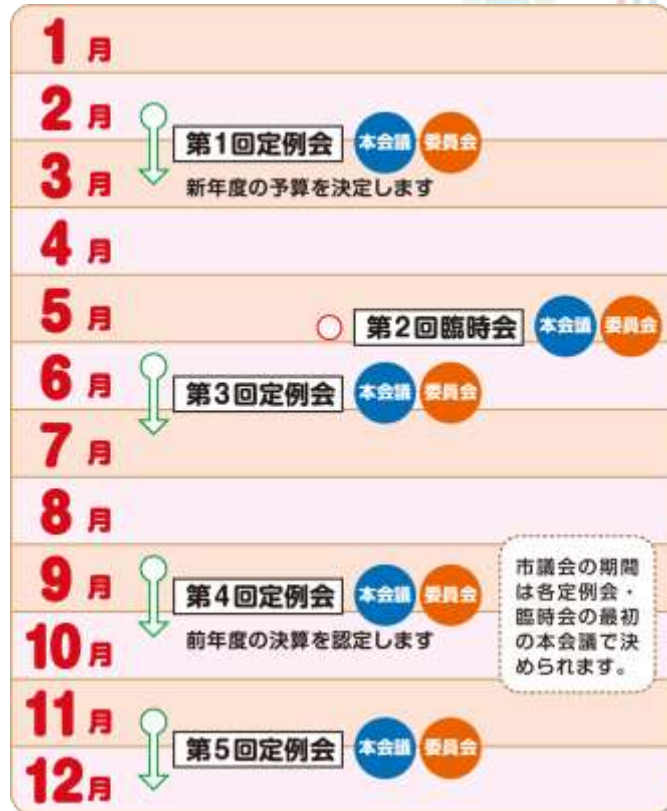 1月
2月
第1回定例会 本会議 委員会
3月
新年度の予算を決定します
4月
5月
第2回臨時会 本会議 委員会
6月
第3回定例会 本会議 委員会
7月
8月
9月
第4回定例会 本会議 委員会
10月
前年度の決算を認定します
市議会の期間
は各定例会・
臨時会の最初
の本会議で決
められます。
11月
第5回定例会 本会議 委員会
12月